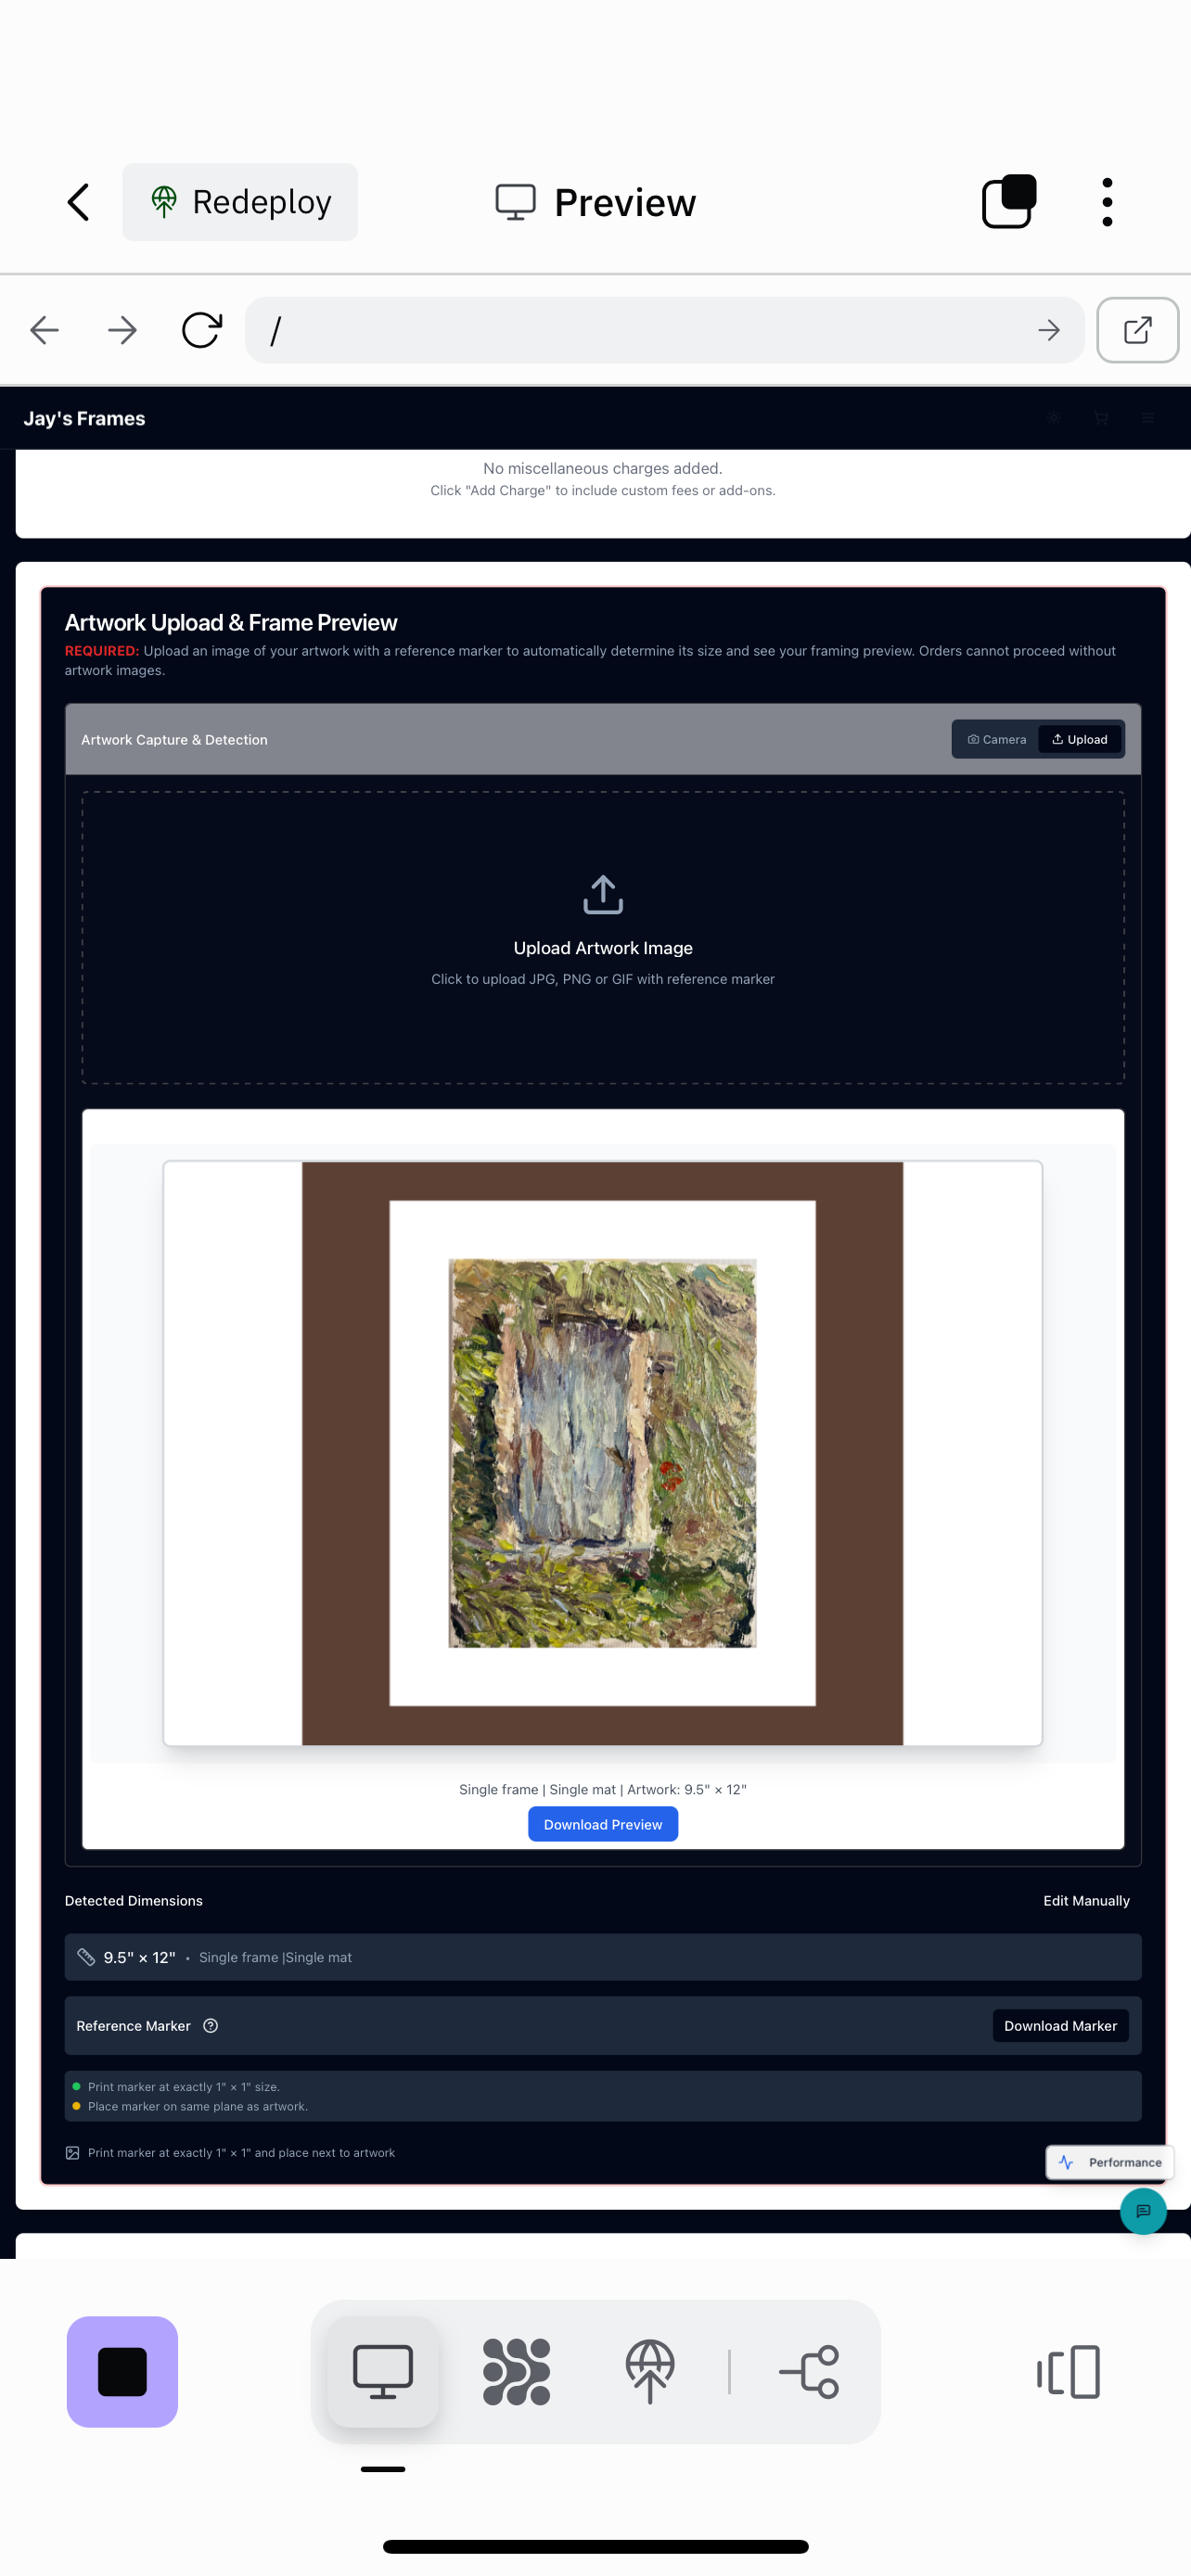 Redeploy
Preview
/
Jay's Frames
No miscellaneous charges added.
Click "Add Charge" to include custom fees or add-ons.
Artwork Upload & Frame Preview
REQUIRED: Upload an image of your artwork with a reference marker to automatically determine its size and see your framing preview. Orders cannot proceed without
artwork images.
Artwork Capture & Detection
Camera
Upload
Upload Artwork Image
Click to upload JPG, PNG or GIF with reference marker
Single frame | Single mat | Artwork: 9.5" × 12"
Download Preview
Detected Dimensions
Edit Manually
9.5" × 12" • Single frame |Single mat
Reference Marker
Download Marker
Print marker at exactly 1" × 1" size.
Place marker on same plane as artwork.
Print marker at exactly 1" × 1" and place next to artwork
Performance